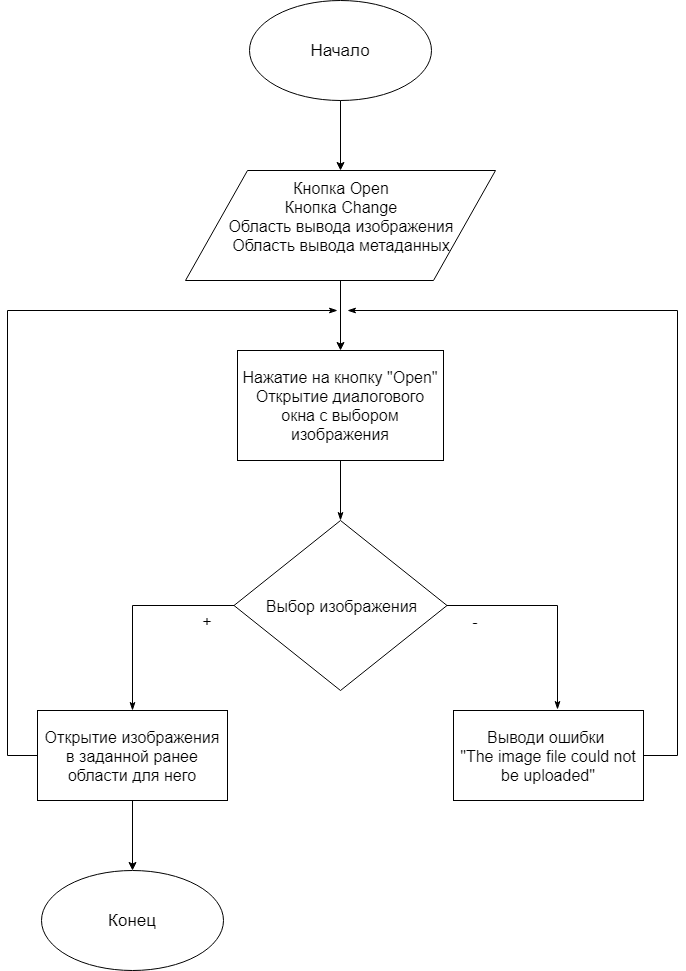 Начало
Кнопка Open
Кнопка Change
Область вывода изображения
Область вывода метаданных
Нажатие на кнопку "Open"
Открытие диалогового
окна с выбором
изображения
Выбор изображения
+
-
Открытие изображения
в заданной ранее
области для него
Выводи ошибки
"The image file could not
be uploaded"
Конец